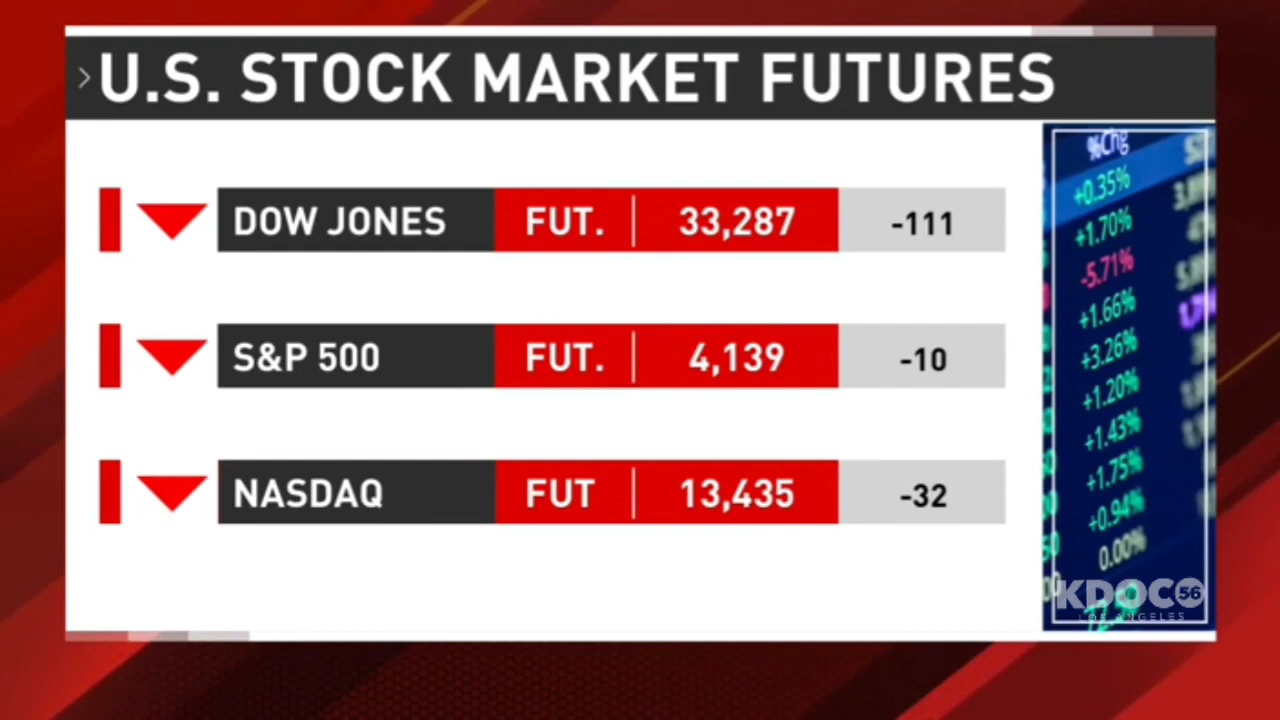 U.S. STOCK MARKET FUTURES
DOW JONES FUT. 33,287 -111
S&P 500 FUT. 4,139 -10
NASDAQ FUT 13,435 -32
%Chg
+0.35%
+1.70%
-5.71%
+1.66%
+3.26%
+1.20%
+1.43%
+1.75%
+0.94%
0.00%
KDOC 56
LOS ANGELES